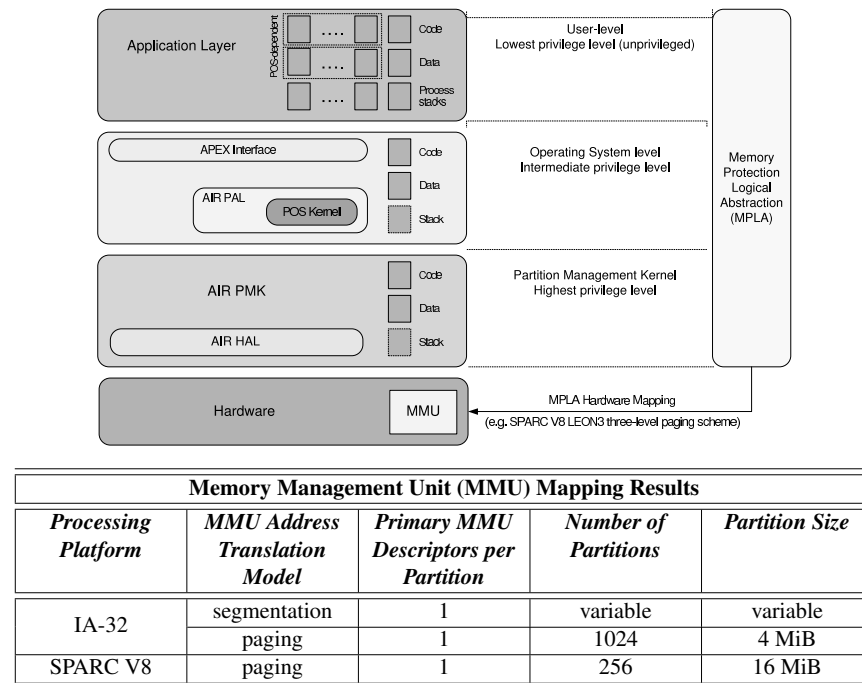 Application Layer
POS-dependent
....
....
....
Code
Data
Process
stacks
User-level
Lowest privilege level (unprivileged)
APEX Interface
AIR PAL
POS Kernel
Code
Data
Stack
Operating System level
Intermediate privilege level
Memory
Protection
Logical
Abstraction
(MPLA)
AIR PMK
AIR HAL
Code
Data
Stack
Partition Management Kernel
Highest privilege level
Hardware
MMU
MPLA Hardware Mapping
(e.g. SPARC V8 LEON3 three-level paging scheme)
Memory Management Unit (MMU) Mapping Results
Processing Platform MMU Address Translation Model Primary MMU Descriptors per Partition Number of Partitions Partition Size
IA-32 segmentation 1 variable variable
paging 1 1024 4 MiB
SPARC V8 paging 1 256 16 MiB